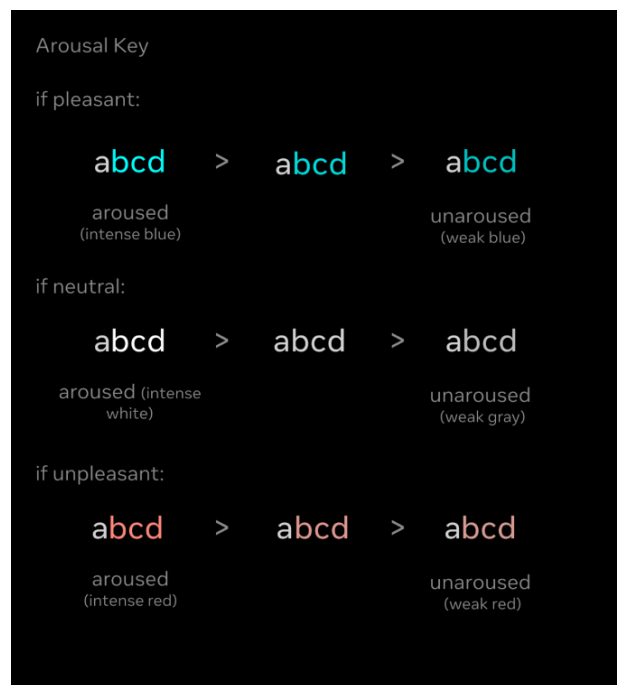 Arousal Key
if pleasant:
abcd > abcd > abcd
aroused unaroused
(intense blue) (weak blue)
if neutral:
abcd > abcd > abcd
aroused (intense unaroused
white) (weak gray)
if unpleasant:
abcd > abcd > abcd
aroused unaroused
(intense red) (weak red)